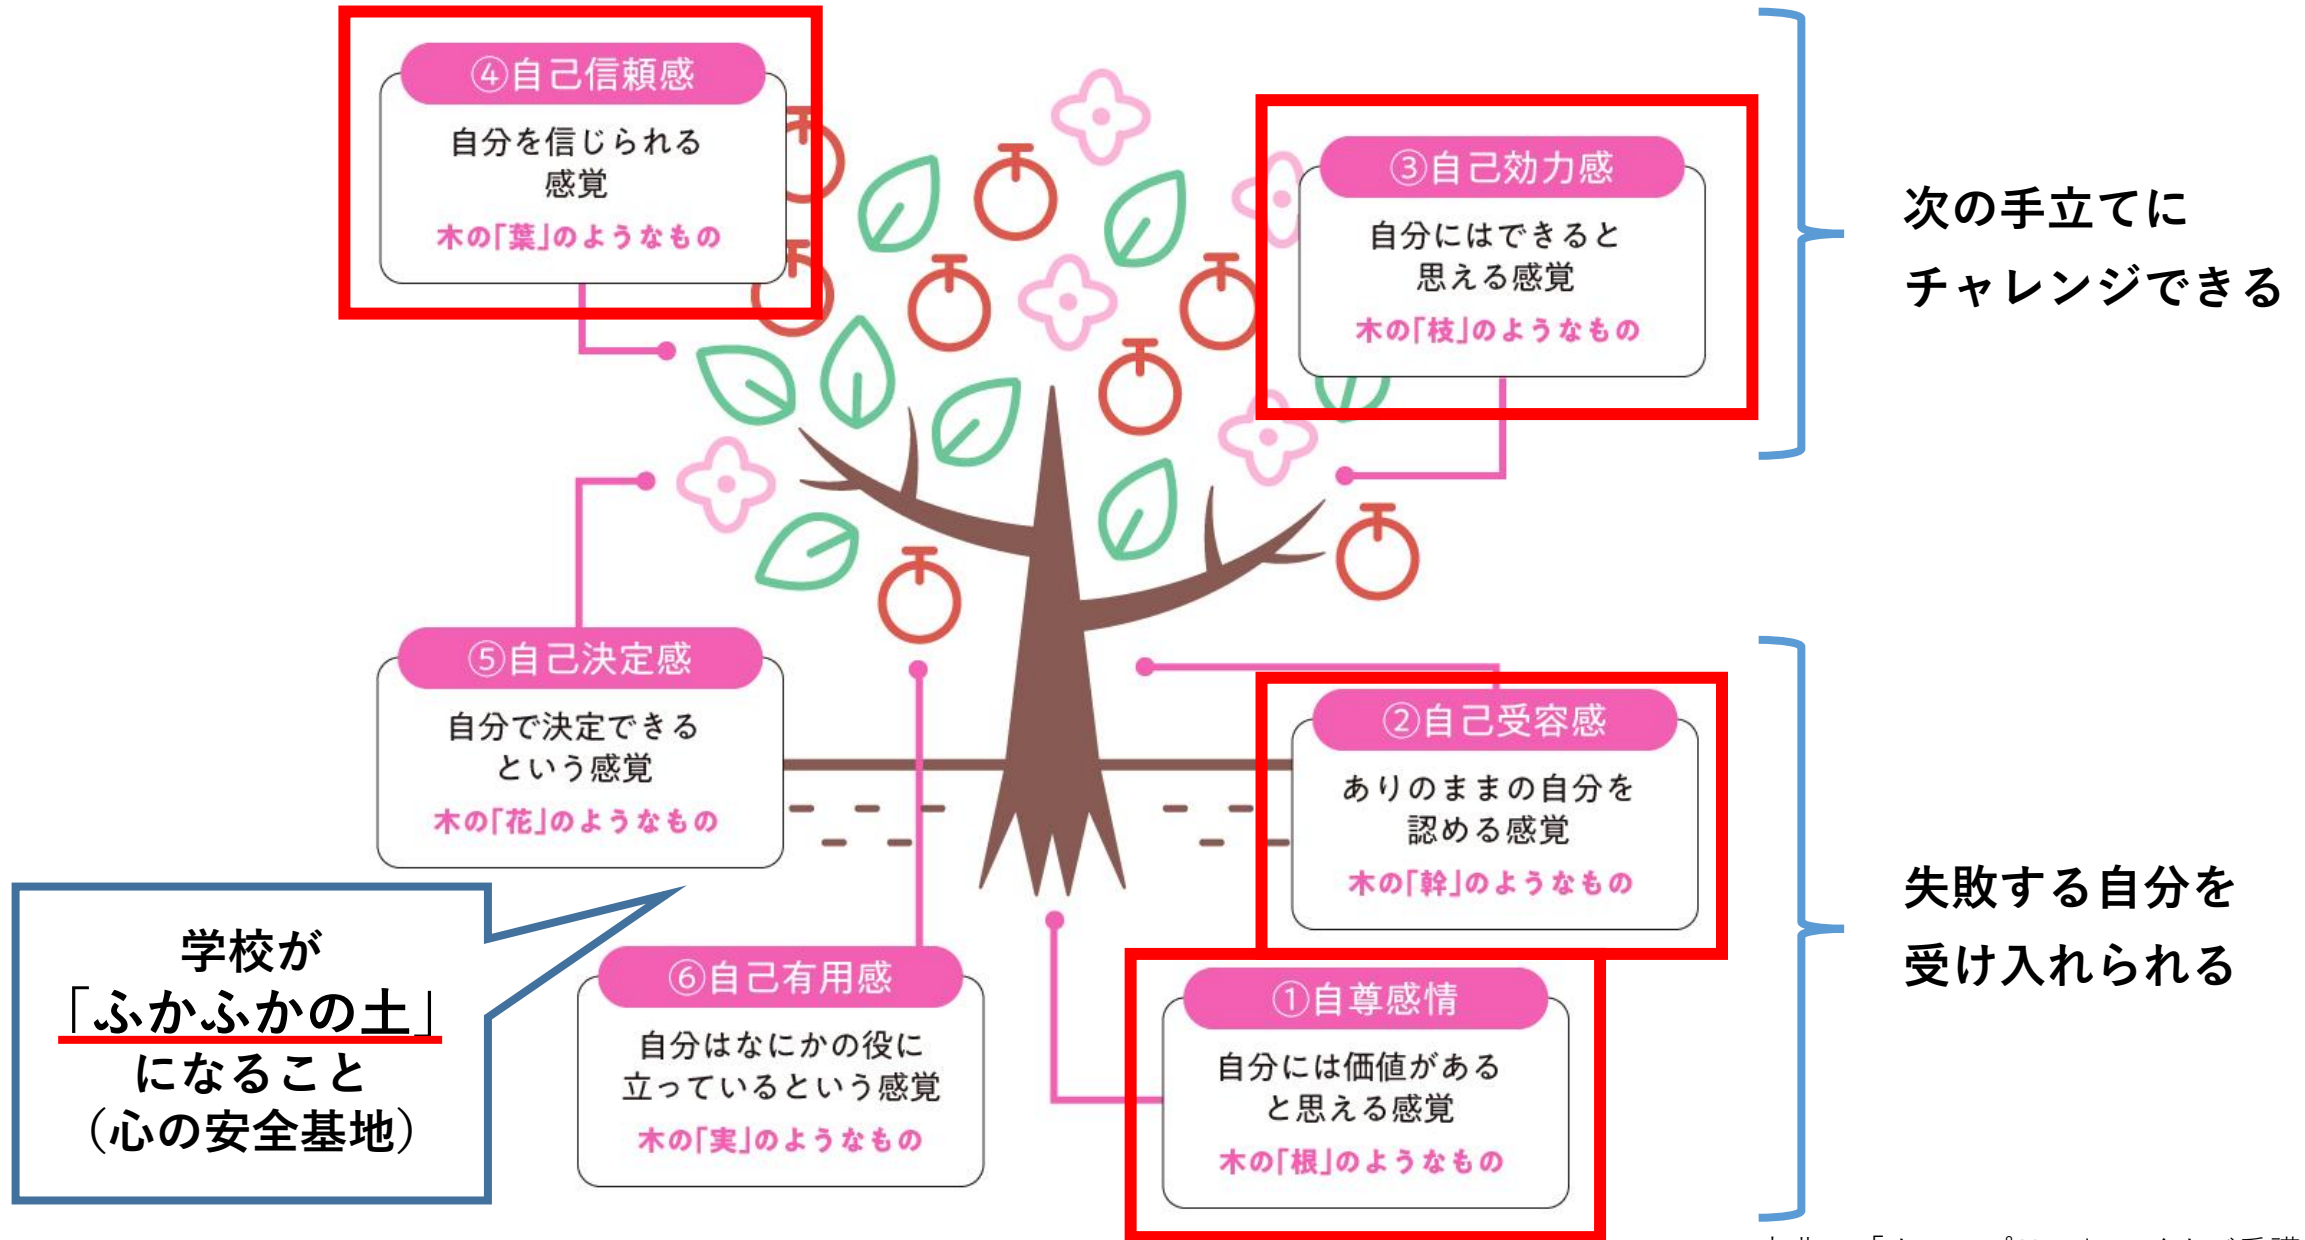 ④自己信頼感
自分を信じられる
感覚
木の「葉」のようなもの
③自己効力感
自分にはできると
思える感覚
木の「枝」のようなもの
次の手立てに
チャレンジできる
⑤自己決定感
自分で決定できる
という感覚
木の「花」のようなもの
②自己受容感
ありのままの自分を
認める感覚
木の「幹」のようなもの
学校が
「ふかふかの土」
になること
（心の安全基地）
⑥自己有用感
自分はなにかの役に
立っているという感覚
木の「実」のようなもの
①自尊感情
自分には価値がある
と思える感覚
木の「根」のようなもの
失敗する自分を
受け入れられる